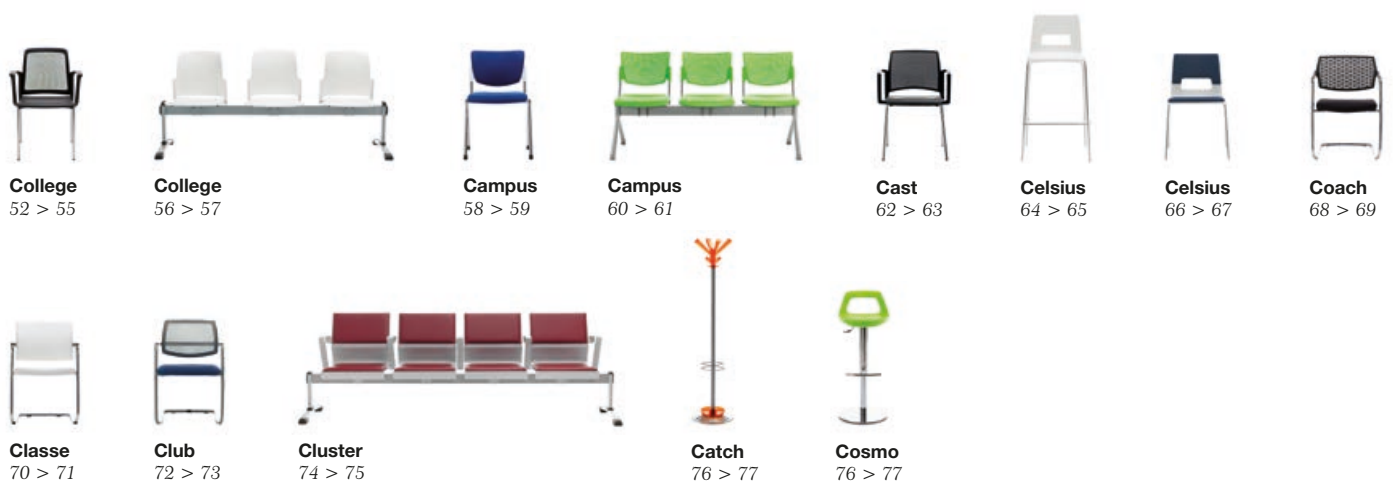 College
52 > 55
College
56 > 57
Campus
58 > 59
Campus
60 > 61
Cast
62 > 63
Celsius
64 > 65
Celsius
66 > 67
Coach
68 > 69
Classe
70 > 71
Club
72 > 73
Cluster
74 > 75
Catch
76 > 77
Cosmo
76 > 77